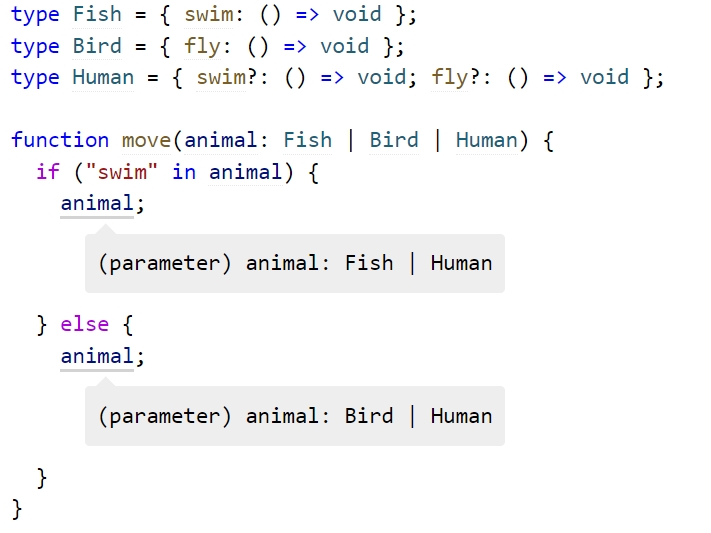 type Fish = { swim: () => void };
type Bird = { fly: () => void };
type Human = { swim?: () => void; fly?: () => void };
function move(animal: Fish | Bird | Human) {
if ("swim" in animal) {
animal;
(parameter) animal: Fish | Human
} else {
animal;
(parameter) animal: Bird | Human
}
}